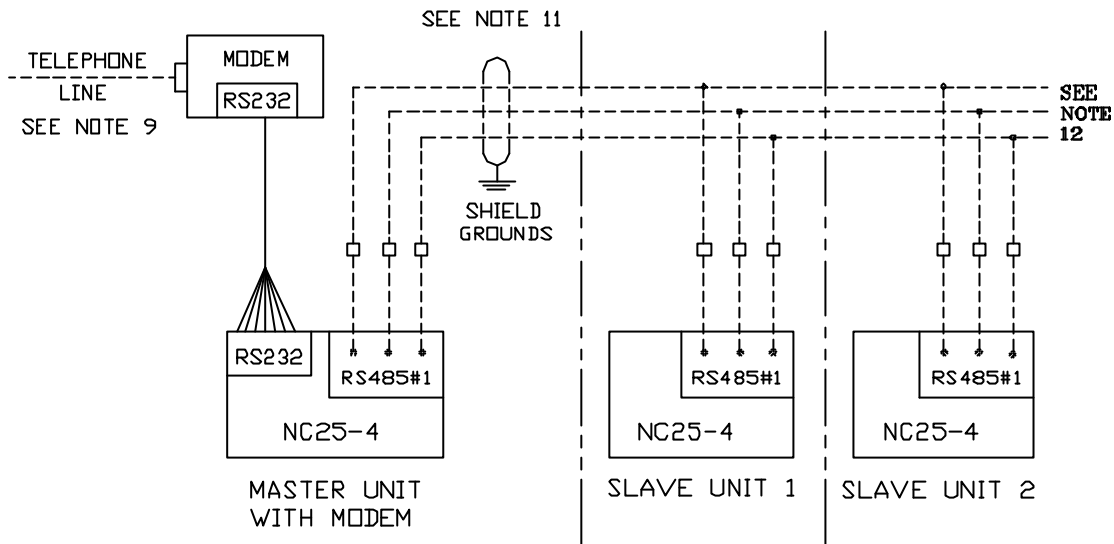 SEE NOTE 11
TELEPHONE
LINE
SEE NOTE 9
MODEM
RS232
SEE
NOTE
12
SHIELD
GROUNDS
RS232
RS485#1
NC25-4
RS485#1
NC25-4
RS485#1
NC25-4
MASTER UNIT
WITH MODEM
SLAVE UNIT 1
SLAVE UNIT 2